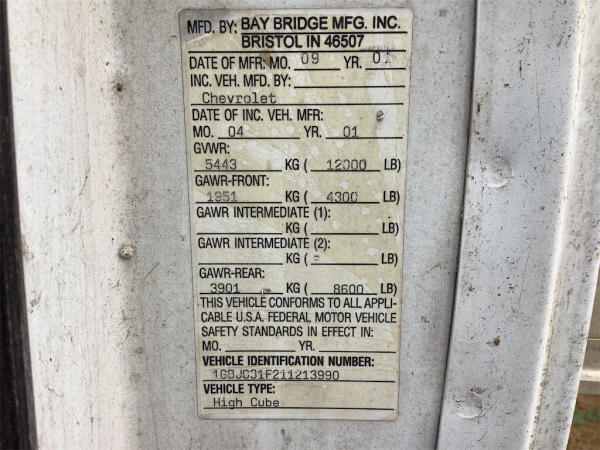 MFD. BY: BAY BRIDGE MFG. INC.
BRISTOL IN 46507
DATE OF MFR: MO. 09 YR. 01
INC. VEH. MFD. BY:
Chevrolet
DATE OF INC. VEH. MFR:
MO. 04 YR. 01
GVWR:
5443 KG ( 12000 LB)
GAWR-FRONT:
1951 KG ( 4300 LB)
GAWR INTERMEDIATE (1):
KG ( LB)
GAWR INTERMEDIATE (2):
KG ( LB)
GAWR-REAR:
3901 KG ( 8600 LB)
THIS VEHICLE CONFORMS TO ALL APPLI-
CABLE U.S.A. FEDERAL MOTOR VEHICLE
SAFETY STANDARDS IN EFFECT IN:
MO. YR.
VEHICLE IDENTIFICATION NUMBER:
1GBJC31F211213990
VEHICLE TYPE:
High Cube